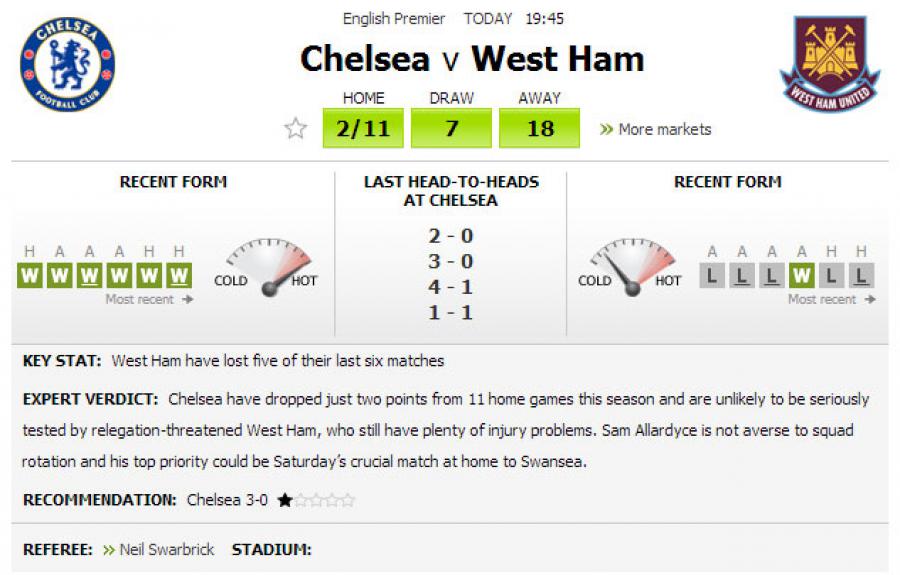 English Premier TODAY 19:45
CHELSEA
FOOTBALL CLUB
Chelsea v West Ham
WEST HAM UNITED
HOME DRAW AWAY
2/11 7 18 » More markets
RECENT FORM
LAST HEAD-TO-HEADS
AT CHELSEA
RECENT FORM
H A A A H H
W W W W W W
COLD HOT
Most recent →
2 - 0
3 - 0
4 - 1
1 - 1
COLD HOT
A A A A H H
L L L W L L
Most recent →
KEY STAT: West Ham have lost five of their last six matches
EXPERT VERDICT: Chelsea have dropped just two points from 11 home games this season and are unlikely to be seriously
tested by relegation-threatened West Ham, who still have plenty of injury problems. Sam Allardyce is not averse to squad
rotation and his top priority could be Saturday's crucial match at home to Swansea.
RECOMMENDATION: Chelsea 3-0
REFEREE: » Neil Swarbrick STADIUM: